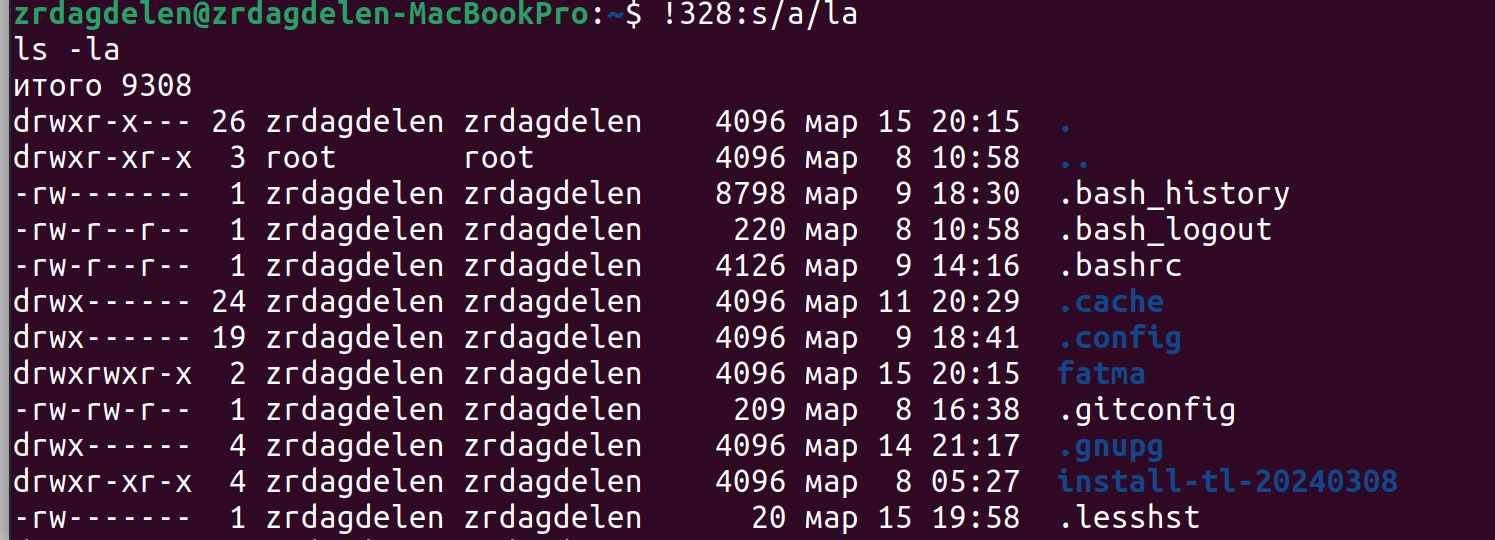 zrdagdelen@zrdagdelen-MacBookPro:~$ !328:s/a/la
ls -la
итого 9308
drwxr-x--- 26 zrdagdelen zrdagdelen    4096 мар 15 20:15 .
drwxr-xr-x  3 root       root          4096 мар  8 10:58 ..
-rw-------  1 zrdagdelen zrdagdelen    8798 мар  9 18:30 .bash_history
-rw-r--r--  1 zrdagdelen zrdagdelen     220 мар  8 10:58 .bash_logout
-rw-r--r--  1 zrdagdelen zrdagdelen    4126 мар  9 14:16 .bashrc
drwx------ 24 zrdagdelen zrdagdelen    4096 мар 11 20:29 .cache
drwx------ 19 zrdagdelen zrdagdelen    4096 мар  9 18:41 .config
drwxrwxr-x  2 zrdagdelen zrdagdelen    4096 мар 15 20:15 fatma
-rw-rw-r--  1 zrdagdelen zrdagdelen     209 мар  8 16:38 .gitconfig
drwx------  4 zrdagdelen zrdagdelen    4096 мар 14 21:17 .gnupg
drwxr-xr-x  4 zrdagdelen zrdagdelen    4096 мар  8 05:27 install-tl-20240308
-rw-------  1 zrdagdelen zrdagdelen      20 мар 15 19:58 .lesshst